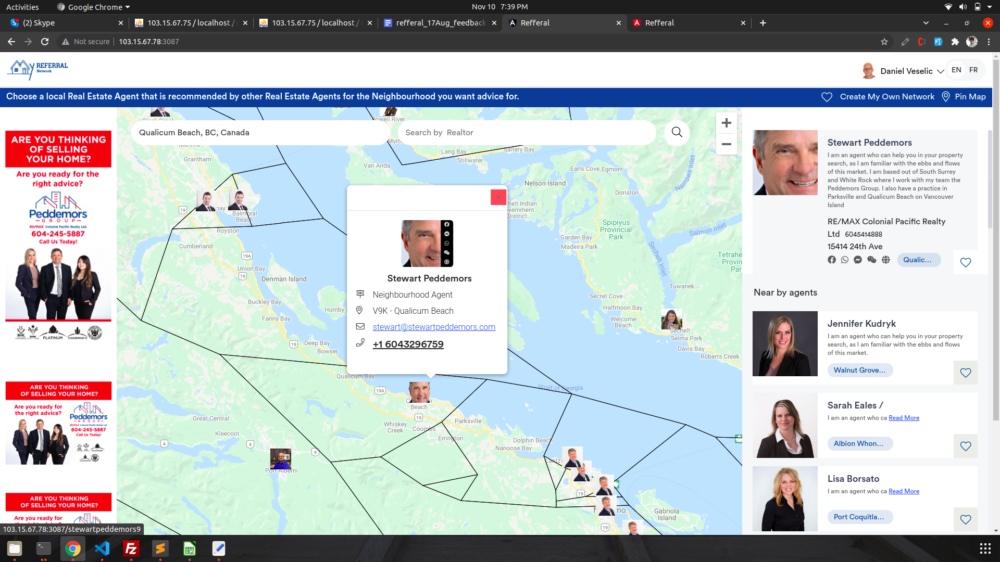 Activities
Google Chrome
Nov 10 7:39 PM
(2) Skype
103.15.67.75 / localhost /
103.15.67.75 / localhost /
refferal_17Aug_feedback
Refferal
Refferal
Not secure
103.15.67.78:3087
REFERRAL
Network
Daniel Veselic
EN FR
Choose a local Real Estate Agent that is recommended by other Real Estate Agents for the Neighbourhood you want advice for.
Create My Own Network
Pin Map
ARE YOU THINKING
OF SELLING
YOUR HOME?
Are you ready for the
right advice?
Peddemors
GROUP
RE/MAX Colonial Pacific Realty Ltd.
604-245-5887
Call Us Today!
PLATINUM
CHAIRMAN'S
ARE YOU THINKING
OF SELLING YOUR HOME?
Are you ready for
the right advice?
Peddemors
GROUP
604-245-5887
Call Us Today!
ARE YOU THINKING
OF SELLING YOUR HOME?
Are you ready for
103.15.67.78:3087/stewartpeddemors9
Qualicum Beach, BC, Canada
Search by Realtor
Powell River
Grantham
Lang Bay
Saltery Bay
Stillwater
Van Anda
Earls Cove
Egmont
Narrows Inlet
Nelson Island
Doriston
19
Balmoral
Beach
Royston
Cumberland
19A
19
Union Bay
Denman Island
Buckley Bay
Fanny Bay
Hornby
Spipiyus
Provincial
Park
Salmon Inlet
Garden Bay
Madeira Park
Sechelt Inlet
Tetrahe
Provin
Par
Tuwanek
Secret Cove
Halfmoon Bay
Welcome
Beach
Sechelt
Selma Park
Davis Bay
Roberts Creek
19
Deep Bay
Bowser
Qualicum Bay
19A
Strait of Georgia
Beach
19
Parksville
Whiskey
Creek
Coombs
Errington
Great Central
Kleecoot
4
4
4
Port Alberni
Dolphin Beach
Nanoose Bay
19
Gabriola
Island
19
Stewart Peddemors
Neighbourhood Agent
V9K - Qualicum Beach
stewart@stewartpeddemors.com
+1 6043296759
Stewart Peddemors
I am an agent who can help you in your property
search, as I am familiar with the ebbs and flows
of this market. I am based out of South Surrey
and White Rock where I work with my team the
Peddemors Group. I also have a practice in
Parksville and Qualicum Beach on Vancouver
Island
RE/MAX Colonial Pacific Realty
Ltd 6045414888
15414 24th Ave
Qualic...
Near by agents
Jennifer Kudryk
I am an agent who can help you in your property
search, as I am familiar with the ebbs and flows
of this market.
Walnut Grove...
Sarah Eales /
I am an agent who ca Read More
Albion Whon...
Lisa Borsato
I am an agent who ca Read More
Port Coquitla...